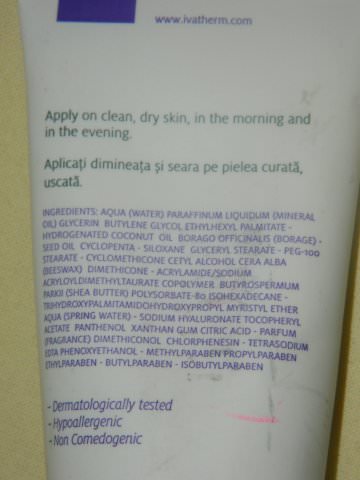 www.ivatherm.com
Apply on clean, dry skin, in the morning and
in the evening.
Aplicați dimineața și seara pe pielea curată,
uscată.
INGREDIENTS: AQUA (WATER) PARAFFINUM LIQUIDUM (MINERAL
OIL) GLYCERIN BUTYLENE GLYCOL ETHYLHEXYL PALMITATE -
HYDROGENATED COCONUT OIL BORAGO OFFICINALIS (BORAGE) -
SEED OIL CYCLOPENTA - SILOXANE GLYCERYL STEARATE - PEG-100
STEARATE - CYCLOMETHICONE CETYL ALCOHOL CERA ALBA
(BEESWAX) DIMETHICONE - ACRYLAMIDE/SODIUM
ACRYLOYLDIMETHYLTAURATE COPOLYMER BUTYROSPERMUM
PARKII (SHEA BUTTER) POLYSORBATE-80 ISOHEXADECANE -
TRIHYDROXYPALMITAMIDOHYDROXYPROPYL MYRISTYL ETHER
AQUA (SPRING WATER) - SODIUM HYALURONATE TOCOPHERYL
ACETATE PANTHENOL XANTHAN GUM CITRIC ACID - PARFUM
(FRAGRANCE) DIMETHICONOL CHLORPHENESIN - TETRASODIUM
EDTA PHENOXYETHANOL - METHYLPARABEN PROPYLPARABEN
ETHYLPARABEN - BUTYLPARABEN - ISOBUTYLPARABEN
- Dermatologically tested
- Hypoallergenic
- Non Comedogenic